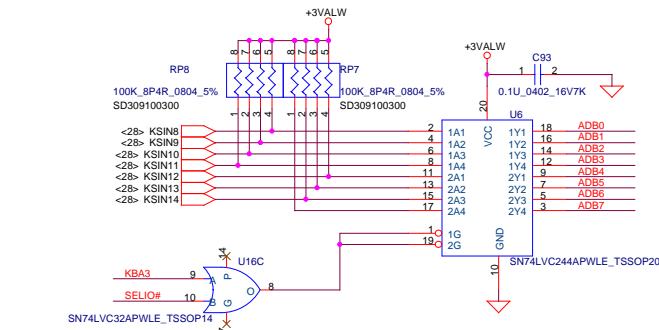 +3VALW
+3VALW
C93
1 2
0.1U_0402_16V7K
RP8
RP7
8 7 6 5 8 7 6 5
100K_8P4R_0804_5%
100K_8P4R_0804_5%
SD309100300
SD309100300
1 2 3 4 1 2 3 4
20
U6
VCC
<28> KSIN8 2 1A1 1Y1 18 ADB0
<28> KSIN9 4 1A2 1Y2 16 ADB1
<28> KSIN10 6 1A3 1Y3 14 ADB2
<28> KSIN11 8 1A4 1Y4 12 ADB3
<28> KSIN12 11 2A1 2Y1 9 ADB4
<28> KSIN13 13 2A2 2Y2 7 ADB5
<28> KSIN14 15 2A3 2Y3 5 ADB6
17 2A4 2Y4 3 ADB7
1 1G
19 2G
GND
10
SN74LVC244APWLE_TSSOP20
14
U16C
KBA3 9 A P
O 8
SELIO# 10 B G
SN74LVC32APWLE_TSSOP14